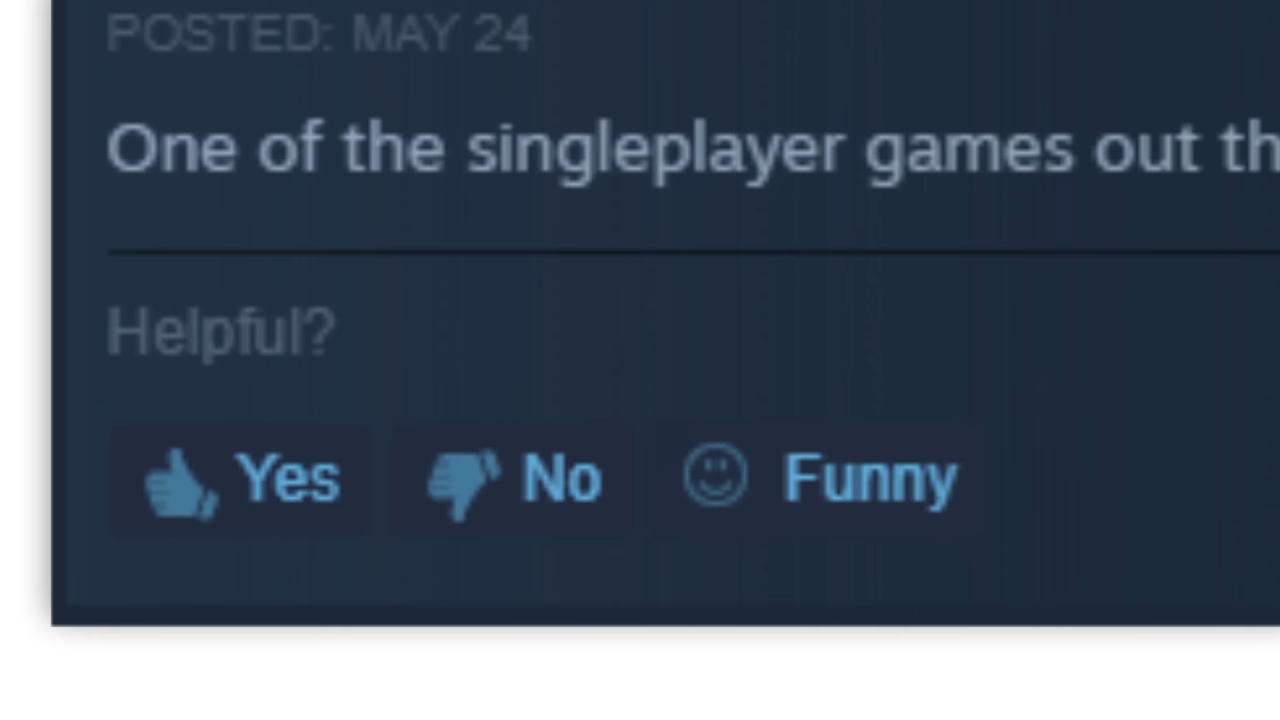 POSTED: MAY 24
One of the singleplayer games out th
Helpful?
Yes No Funny